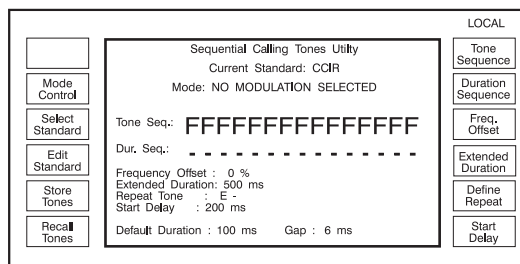 LOCAL
Sequential Calling Tones Utilty
Current Standard: CCIR
Mode: NO MODULATION SELECTED
Tone Seq.: FFFFFFFFFFFFFFF
Dur. Seq.: - - - - - - - - - - - - - - -
Frequency Offset : 0 %
Extended Duration: 500 ms
Repeat Tone : E -
Start Delay : 200 ms
Default Duration : 100 ms Gap : 6 ms
Mode
Control
Select
Standard
Edit
Standard
Store
Tones
Recall
Tones
Tone
Sequence
Duration
Sequence
Freq.
Offset
Extended
Duration
Define
Repeat
Start
Delay